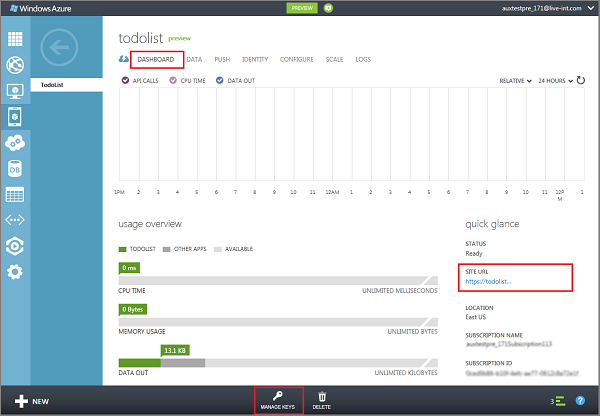 Windows Azure
PREVIEW
auxtestpre_171@live-int.com
TodoList
todolist preview
DASHBOARD DATA PUSH IDENTITY CONFIGURE SCALE LOGS
API CALLS CPU TIME DATA OUT RELATIVE 24 HOURS
1PM 2 3 4 5 6 7 8 9 10 11 12AM 1 2 3 4 5 6 7 8 9 10 11 12PM 1
usage overview
TODOLIST OTHER APPS AVAILABLE
0 ms
CPU TIME UNLIMITED MILLISECONDS
0 Bytes
MEMORY USAGE UNLIMITED BYTES
13.1 KB
DATA OUT UNLIMITED KILOBYTES
quick glance
STATUS
Ready
SITE URL
https://todolist...
LOCATION
East US
SUBSCRIPTION NAME
auxtestpre_171Subscription113
SUBSCRIPTION ID
DB
NEW
MANAGE KEYS
DELETE
3
?